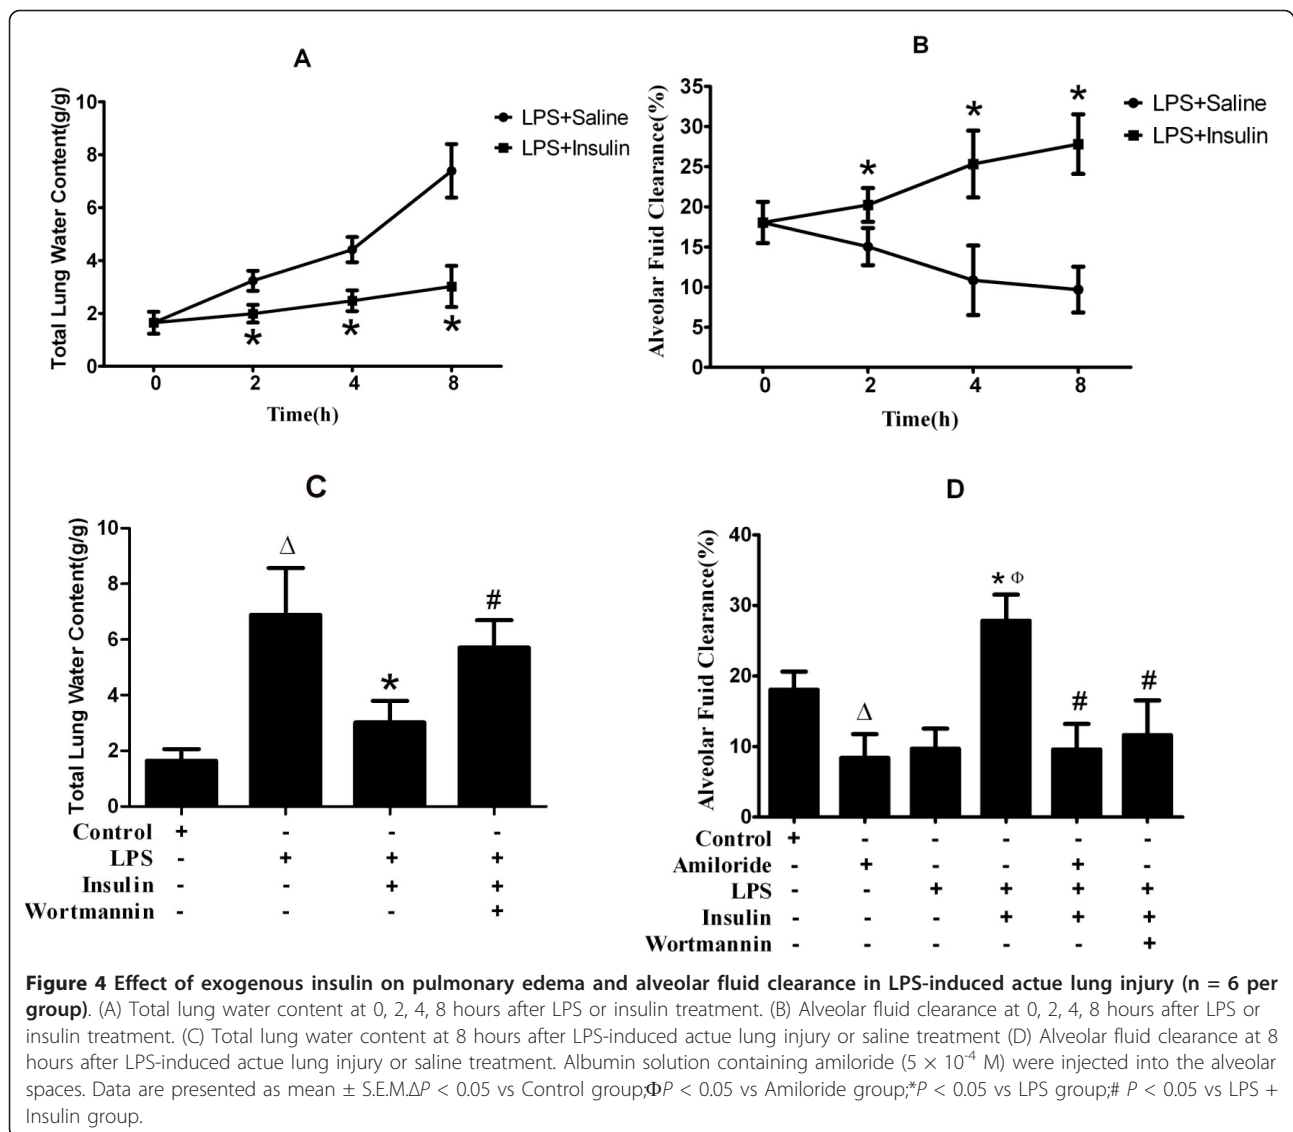 A
Total Lung Water Content(g/g)
10
8
6
4
2
0
0 2 4 8
Time(h)
LPS+Saline
LPS+Insulin
*
*
*
B
Alveolar Fuid Clearance(%)
35
30
25
20
15
10
5
0
0 2 4 8
Time(h)
LPS+Saline
LPS+Insulin
*
*
*
C
Total Lung Water Content(g/g)
10
8
6
4
2
0
Δ
*
#
Control + - - -
LPS - + + +
Insulin - - + +
Wortmannin - - - +
D
Alveolar Fuid Clearance(%)
40
30
20
10
0
Δ
* Φ
#
#
Control + - - - - -
Amiloride - + - - + -
LPS - - + + + +
Insulin - - - + + +
Wortmannin - - - - - +
Figure 4 Effect of exogenous insulin on pulmonary edema and alveolar fluid clearance in LPS-induced actue lung injury (n = 6 per
group). (A) Total lung water content at 0, 2, 4, 8 hours after LPS or insulin treatment. (B) Alveolar fluid clearance at 0, 2, 4, 8 hours after LPS or
insulin treatment. (C) Total lung water content at 8 hours after LPS-induced actue lung injury or saline treatment (D) Alveolar fluid clearance at 8
hours after LPS-induced actue lung injury or saline treatment. Albumin solution containing amiloride (5 × 10⁻⁴ M) were injected into the alveolar
spaces. Data are presented as mean ± S.E.M.ΔP < 0.05 vs Control group;ΦP < 0.05 vs Amiloride group;*P < 0.05 vs LPS group;# P < 0.05 vs LPS +
Insulin group.